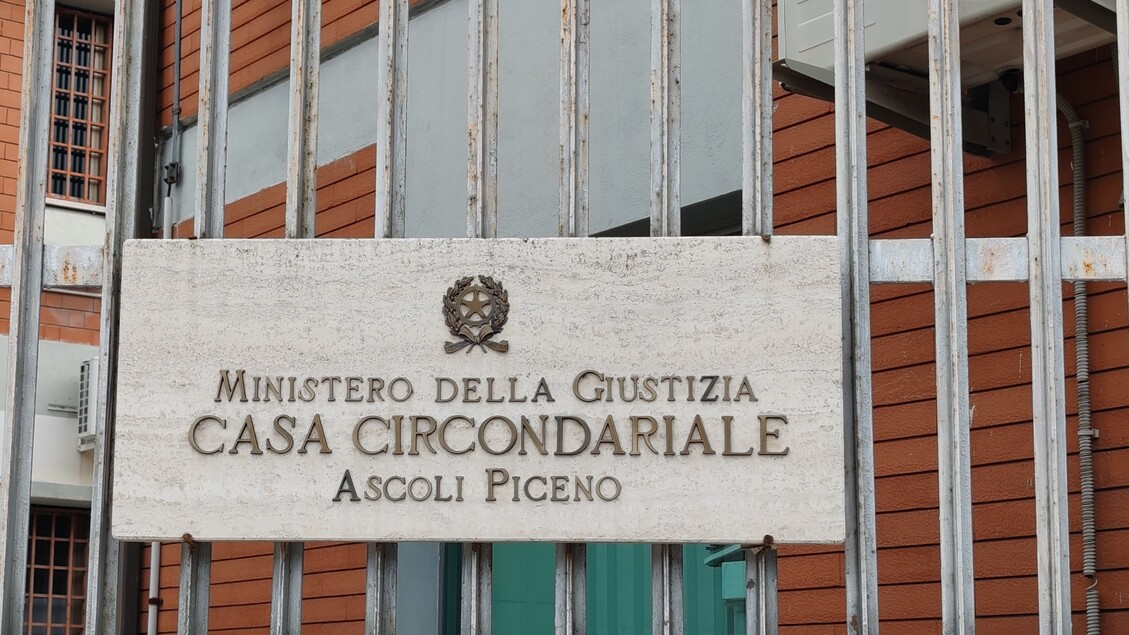 Ministero della Giustizia
CASA CIRCONDARIALE
Ascoli Piceno